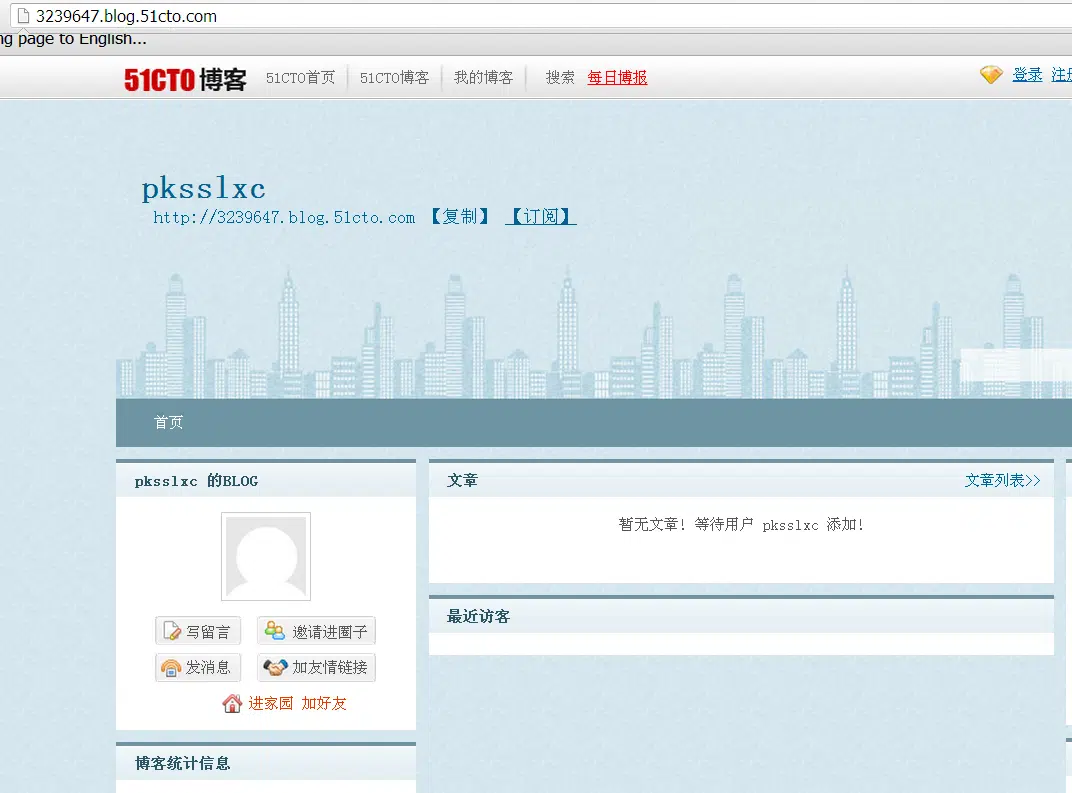 3239647.blog.51cto.com
ng page to English...
51CTO博客 51CTO首页 51CTO博客 我的博客 搜索 每日博报 登录 注册
pksslxc
http://3239647.blog.51cto.com 【复制】 【订阅】
首页
pksslxc 的BLOG
写留言 邀请进圈子
发消息 加友情链接
进家园 加好友
博客统计信息
文章 文章列表>>
暂无文章! 等待用户 pksslxc 添加!
最近访客